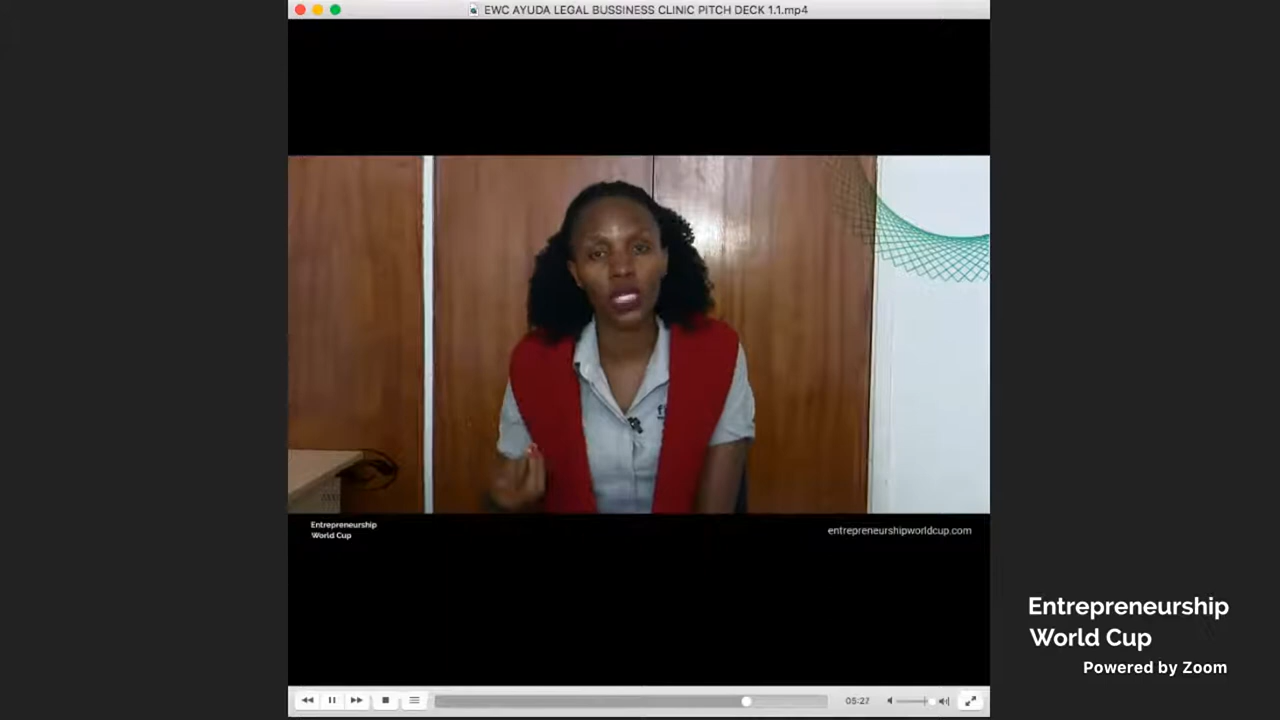 EWC AYUDA LEGAL BUSSINESS CLINIC PITCH DECK 1.1.mp4
Entrepreneurship
World Cup
entrepreneurshipworldcup.com
05:27
Entrepreneurship
World Cup
Powered by Zoom